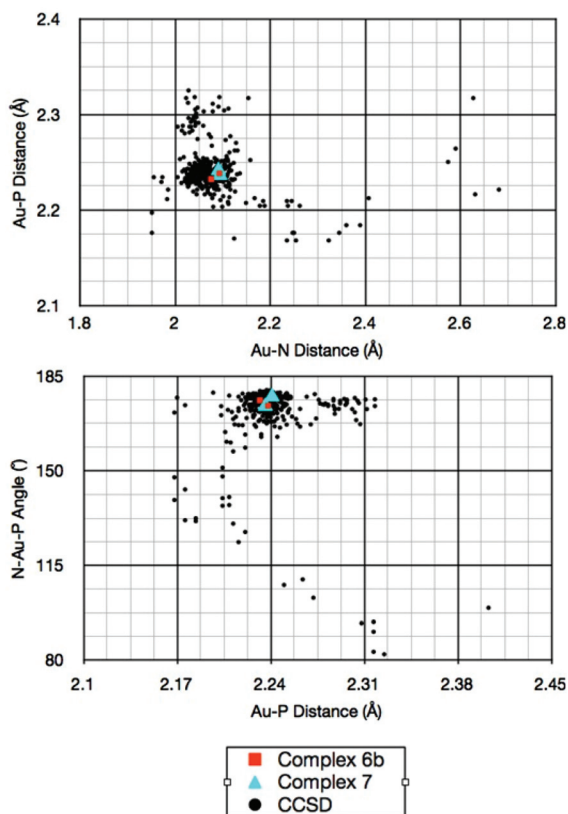 2.4
2.3
2.2
2.1
Au-P Distance (Å)
1.8 2 2.2 2.4 2.6 2.8
Au-N Distance (Å)
185
150
115
80
N-Au-P Angle (°)
2.1 2.17 2.24 2.31 2.38 2.45
Au-P Distance (Å)
Complex 6b
Complex 7
CCSD